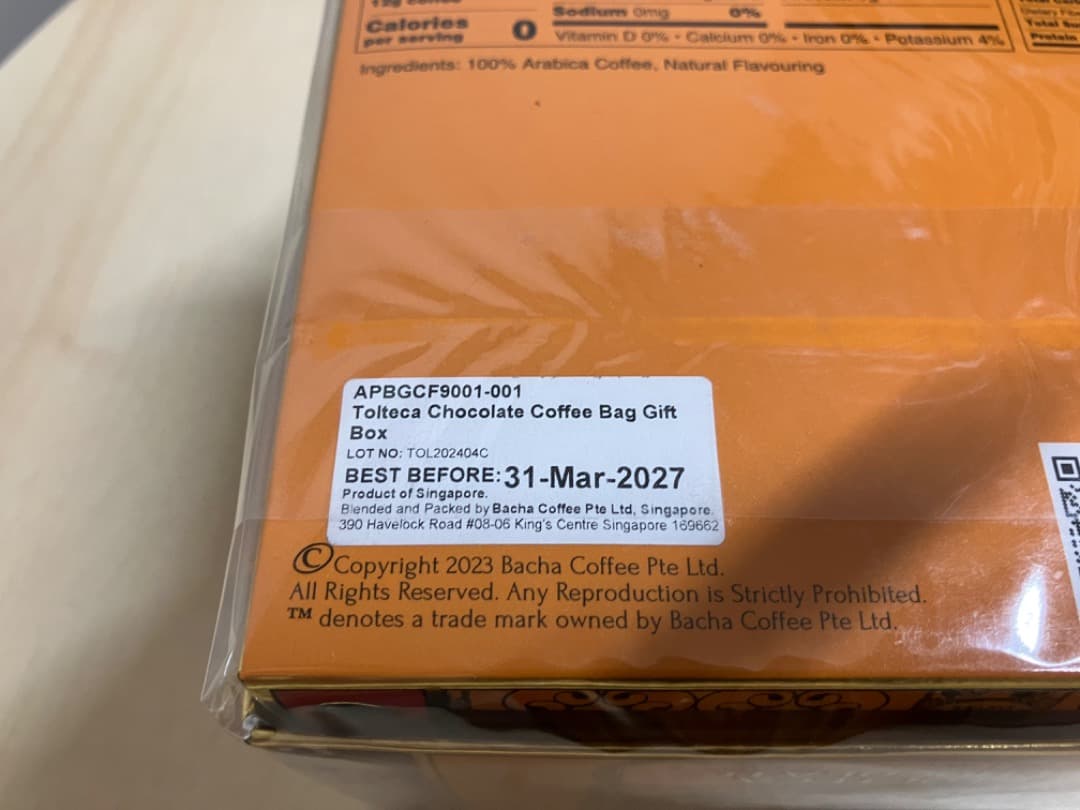 12g coffee
Calories
per serving
0
Sodium 0mg 0%
Vitamin D 0% • Calcium 0% • Iron 0% • Potassium 4%
Protein
Ingredients: 100% Arabica Coffee, Natural Flavouring
APBGCF9001-001
Tolteca Chocolate Coffee Bag Gift
Box
LOT NO: TOL202404C
BEST BEFORE: 31-Mar-2027
Product of Singapore.
Blended and Packed by Bacha Coffee Pte Ltd, Singapore.
390 Havelock Road #08-06 King's Centre Singapore 169662
© Copyright 2023 Bacha Coffee Pte Ltd.
All Rights Reserved. Any Reproduction is Strictly Prohibited.
™ denotes a trade mark owned by Bacha Coffee Pte Ltd.